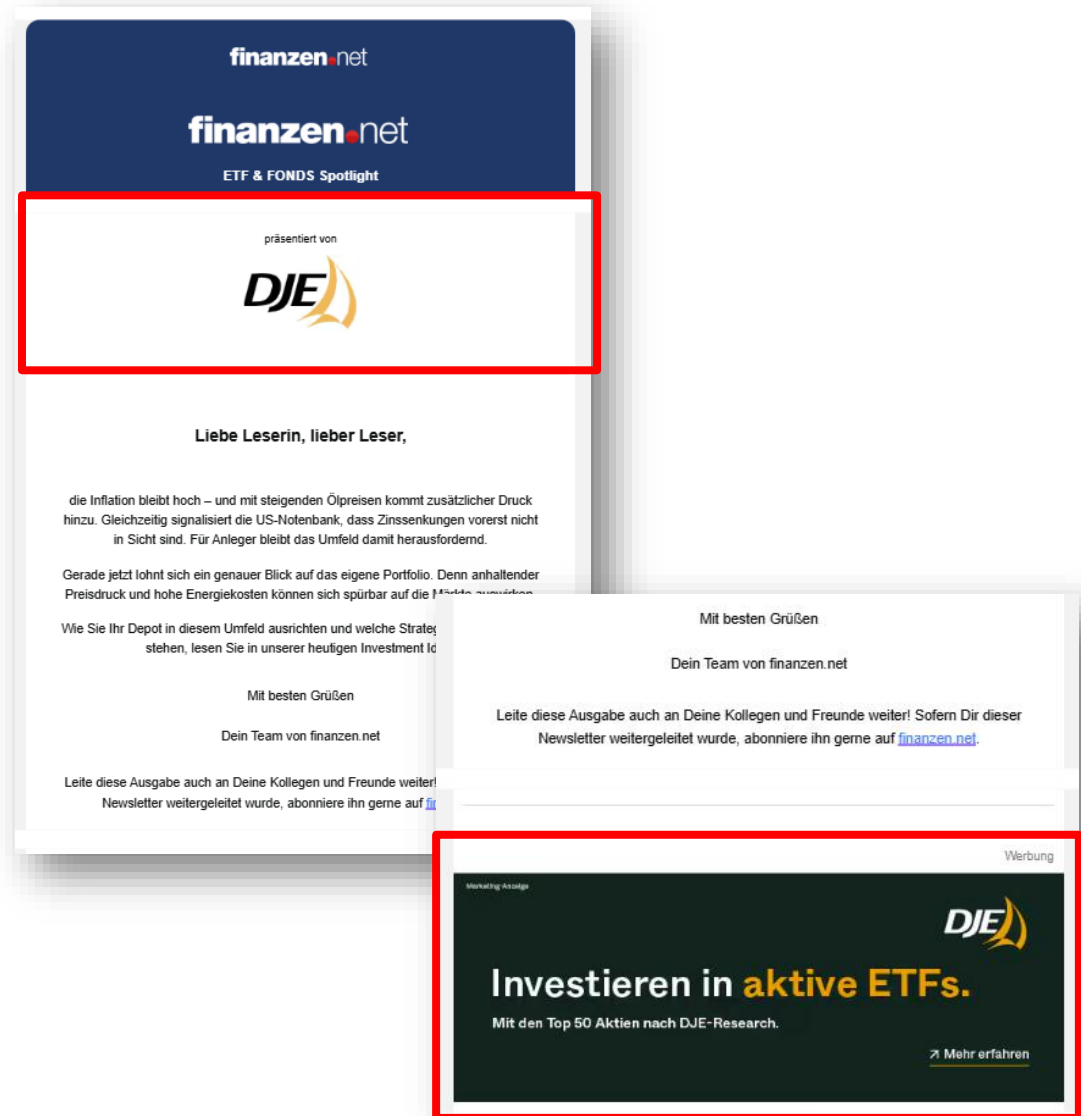 finanzen.net
finanzen.net
ETF & FONDS Spotlight
präsentiert von
DJE
Liebe Leserin, lieber Leser,
die Inflation bleibt hoch – und mit steigenden Ölpreisen kommt zusätzlicher Druck
hinzu. Gleichzeitig signalisiert die US-Notenbank, dass Zinssenkungen vorerst nicht
in Sicht sind. Für Anleger bleibt das Umfeld damit herausfordernd.
Gerade jetzt lohnt sich ein genauer Blick auf das eigene Portfolio. Denn anhaltender
Preisdruck und hohe Energiekosten können sich spürbar auf die Märkte auswirken
Wie Sie Ihr Depot in diesem Umfeld ausrichten und welche Strateg
stehen, lesen Sie in unserer heutigen Investment Id
Mit besten Grüßen
Dein Team von finanzen.net
Leite diese Ausgabe auch an Deine Kollegen und Freunde weiter!
Newsletter weitergeleitet wurde, abonniere ihn gerne auf fin
Mit besten Grüßen
Dein Team von finanzen.net
Leite diese Ausgabe auch an Deine Kollegen und Freunde weiter! Sofern Dir dieser
Newsletter weitergeleitet wurde, abonniere ihn gerne auf finanzen.net.
Werbung
Marketing-Anzeige
DJE
Investieren in aktive ETFs.
Mit den Top 50 Aktien nach DJE-Research.
↗ Mehr erfahren